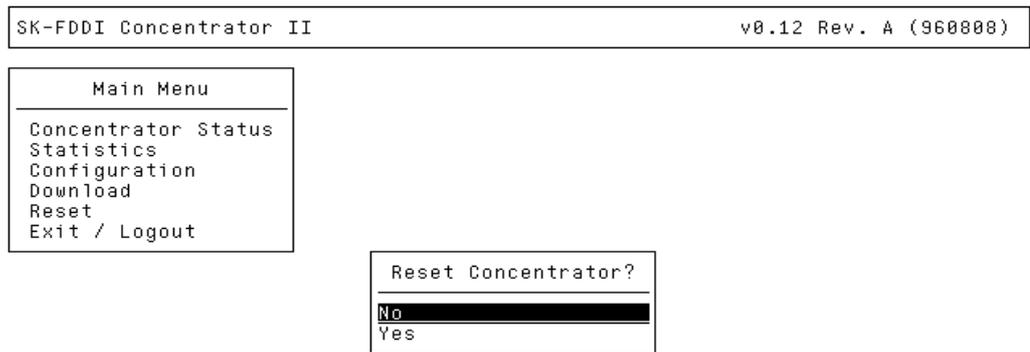 SK-FDDI Concentrator II v0.12 Rev. A (960808)
Main Menu
Concentrator Status
Statistics
Configuration
Download
Reset
Exit / Logout
Reset Concentrator?
No
Yes